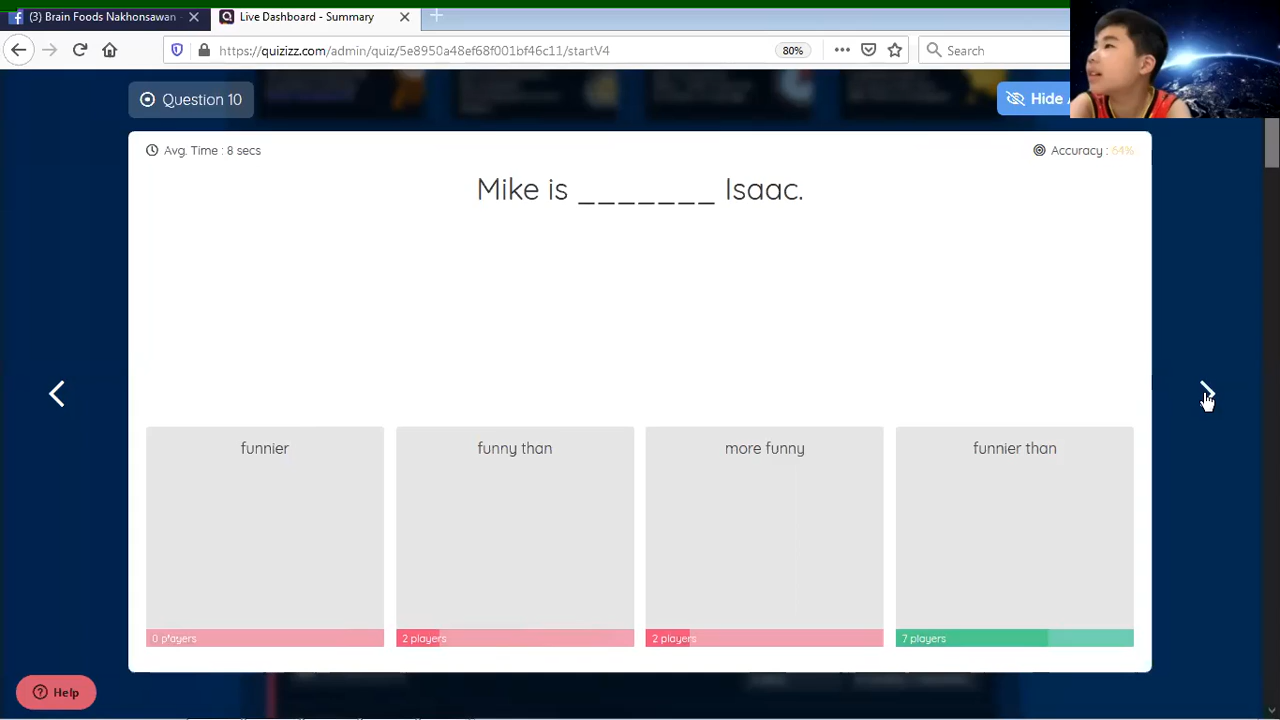 (3) Brain Foods Nakhonsawan -
Live Dashboard - Summary
https://quizizz.com/admin/quiz/5e8950a48ef68f001bf46c11/startV4
80%
Search
Question 10
Hide
Avg. Time : 8 secs
Accuracy : 64%
Mike is _______ Isaac.
funnier
funny than
more funny
funnier than
0 players
2 players
2 players
7 players
Help